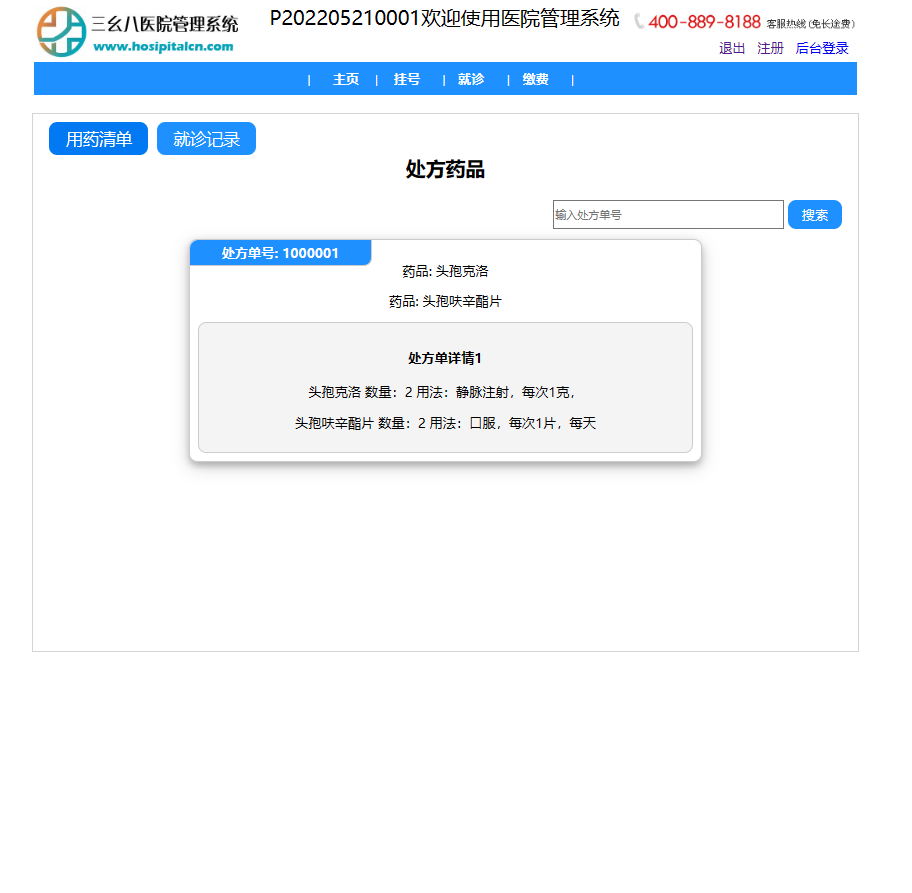 三幺八医院管理系统
www.hosipitalcn.com
P202205210001欢迎使用医院管理系统
400-889-8188 客服热线(免长途费)
退出 注册 后台登录
| 主页 | 挂号 | 就诊 | 缴费 |
用药清单 就诊记录
处方药品
输入处方单号 搜索
处方单号: 1000001
药品: 头孢克洛
药品: 头孢呋辛酯片
处方单详情1
头孢克洛 数量：2 用法：静脉注射，每次1克，
头孢呋辛酯片 数量：2 用法：口服，每次1片，每天